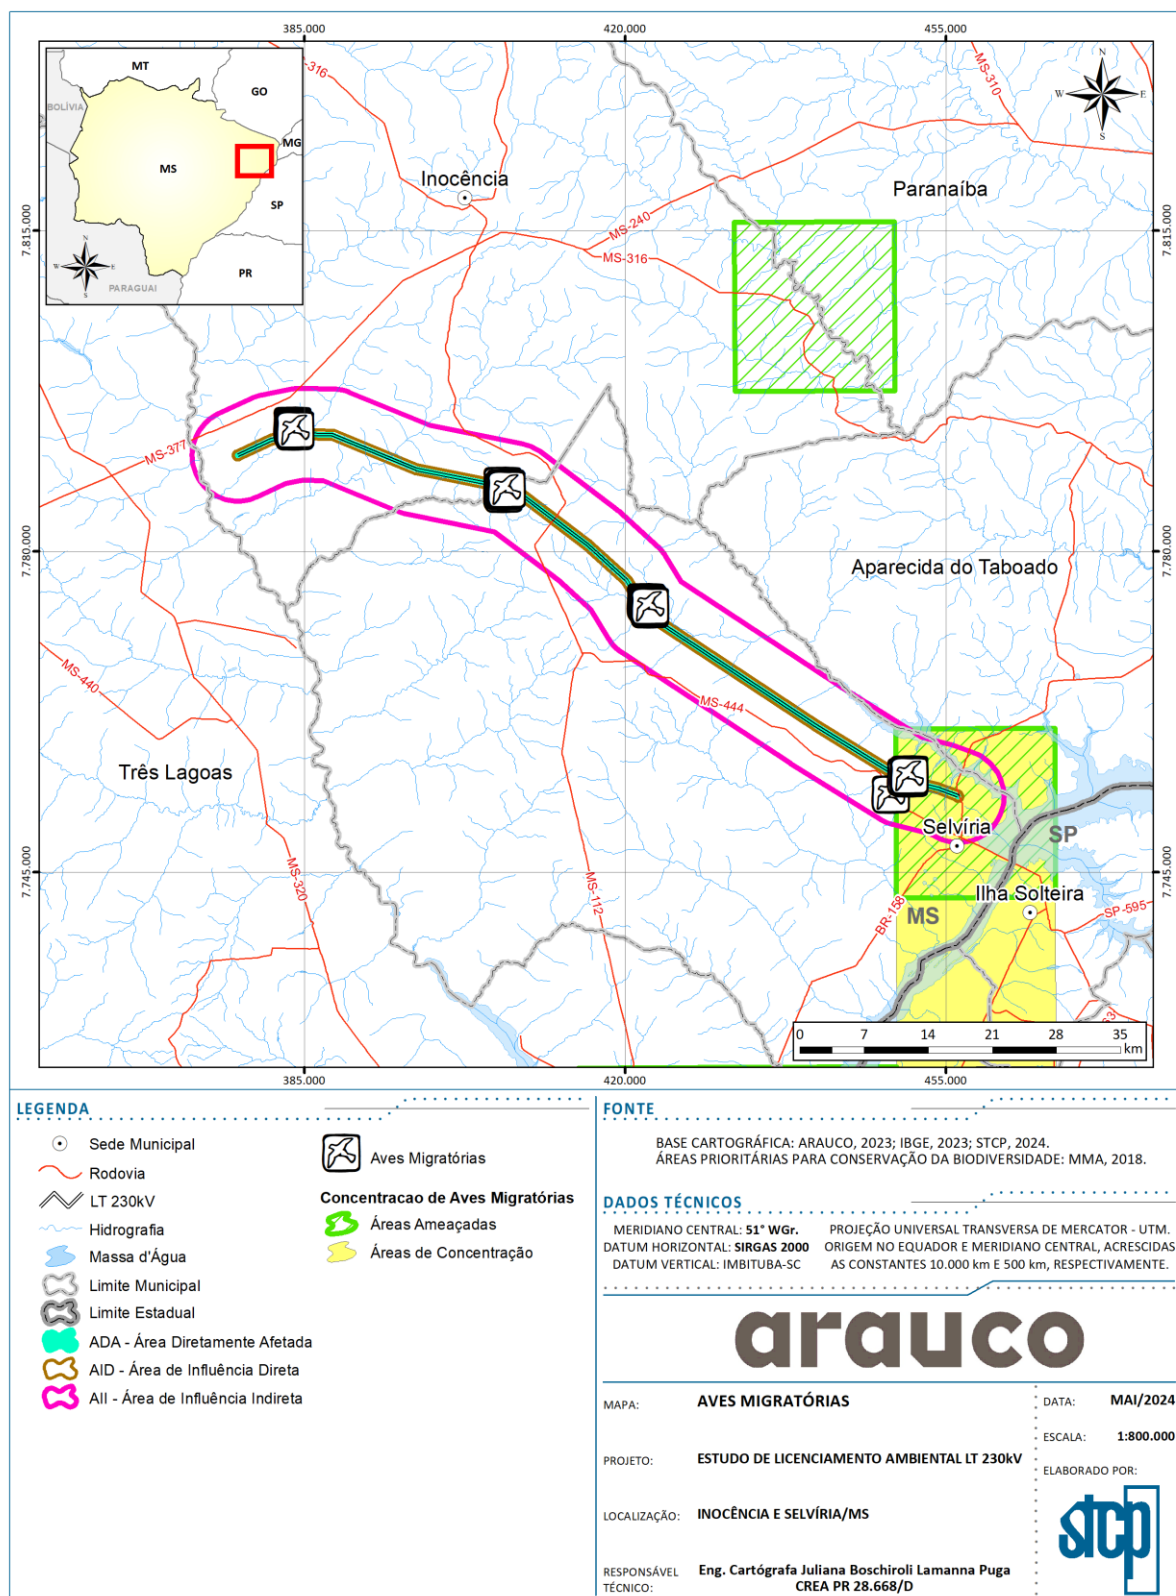 385.000
420.000
455.000
MT
GO
BOLÍVIA
MG
MS
SP
PR
PARAGUAI
N
W
E
S
N
W
E
S
-316
MS-310
Inocência
Paranaíba
7.815.000
7.815.000
MS-240
MS-316
MS-377
7.780.000
7.780.000
Aparecida do Taboado
MS-440
MS-444
Três Lagoas
Selvíria
SP
7.745.000
7.745.000
MS-320
MS-112
BR-158
MS
Ilha Solteira
SP-595
0 7 14 21 28 35
km
385.000
420.000
455.000
LEGENDA
Sede Municipal
Rodovia
LT 230kV
Hidrografia
Massa d'Água
Limite Municipal
Limite Estadual
ADA - Área Diretamente Afetada
AID - Área de Influência Direta
AII - Área de Influência Indireta
Aves Migratórias
Concentracao de Aves Migratórias
Áreas Ameaçadas
Áreas de Concentração
FONTE
BASE CARTOGRÁFICA: ARAUCO, 2023; IBGE, 2023; STCP, 2024.
ÁREAS PRIORITÁRIAS PARA CONSERVAÇÃO DA BIODIVERSIDADE: MMA, 2018.
DADOS TÉCNICOS
MERIDIANO CENTRAL: 51° WGr.
DATUM HORIZONTAL: SIRGAS 2000
DATUM VERTICAL: IMBITUBA-SC
PROJEÇÃO UNIVERSAL TRANSVERSA DE MERCATOR - UTM.
ORIGEM NO EQUADOR E MERIDIANO CENTRAL, ACRESCIDAS
AS CONSTANTES 10.000 km E 500 km, RESPECTIVAMENTE.
arauco
MAPA: AVES MIGRATÓRIAS
DATA: MAI/2024
ESCALA: 1:800.000
PROJETO: ESTUDO DE LICENCIAMENTO AMBIENTAL LT 230kV
ELABORADO POR:
stcp
LOCALIZAÇÃO: INOCÊNCIA E SELVÍRIA/MS
RESPONSÁVEL TÉCNICO: Eng. Cartógrafa Juliana Boschiroli Lamanna Puga
CREA PR 28.668/D